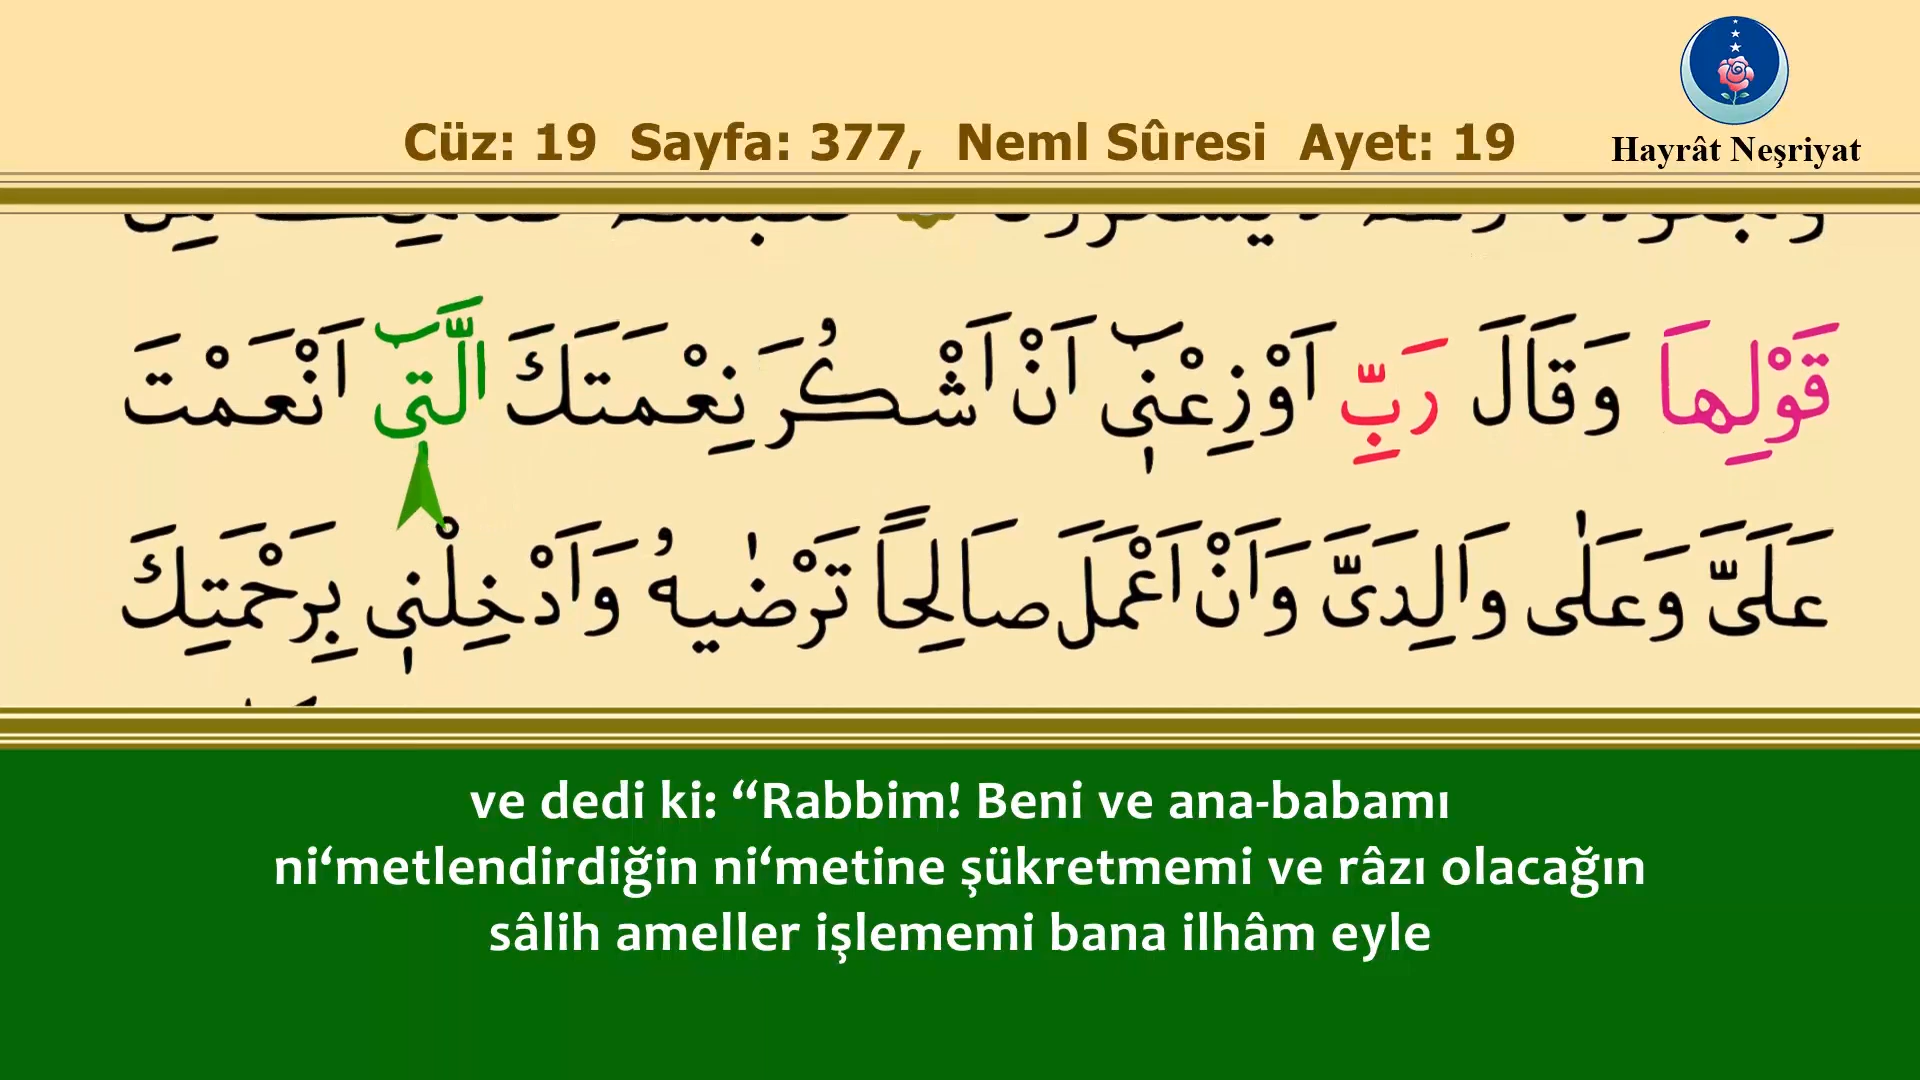 Cüz: 19 Sayfa: 377, Neml Sûresi Ayet: 19
Hayrât Neşriyat
قَوْلِهَا وَقَالَ رَبِّ اَوْزِعْنٖٓي اَنْ اَشْكُرَ نِعْمَتَكَ الَّتٖٓي اَنْعَمْتَ
عَلَيَّ وَعَلٰى وَالِدَيَّ وَاَنْ اَعْمَلَ صَالِحًا تَرْضٰيهُ وَاَدْخِلْنٖي بِرَحْمَتِكَ
ve dedi ki: “Rabbim! Beni ve ana-babamı
ni‘metlendirdiğin ni‘metine şükretmemi ve râzı olacağın
sâlih ameller işlememi bana ilhâm eyle